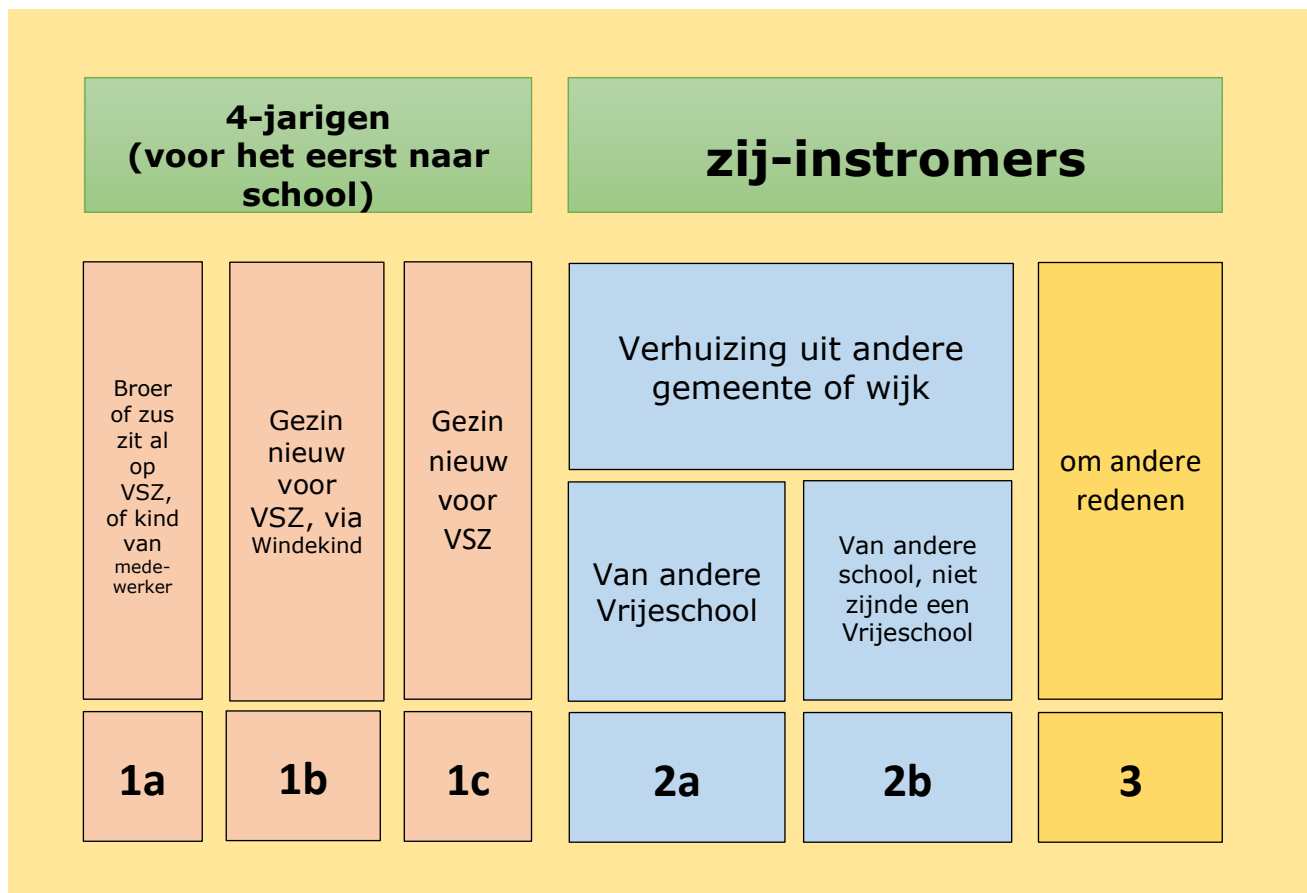 4-jarigen
(voor het eerst naar
school)
zij-instromers
Broer
of zus
zit al
op
VSZ,
of kind
van
mede-
werker
Gezin
nieuw
voor
VSZ, via
Windekind
Gezin
nieuw
voor
VSZ
Verhuizing uit andere
gemeente of wijk
Van andere
Vrijeschool
Van andere
school, niet
zijnde een
Vrijeschool
om andere
redenen
1a
1b
1c
2a
2b
3